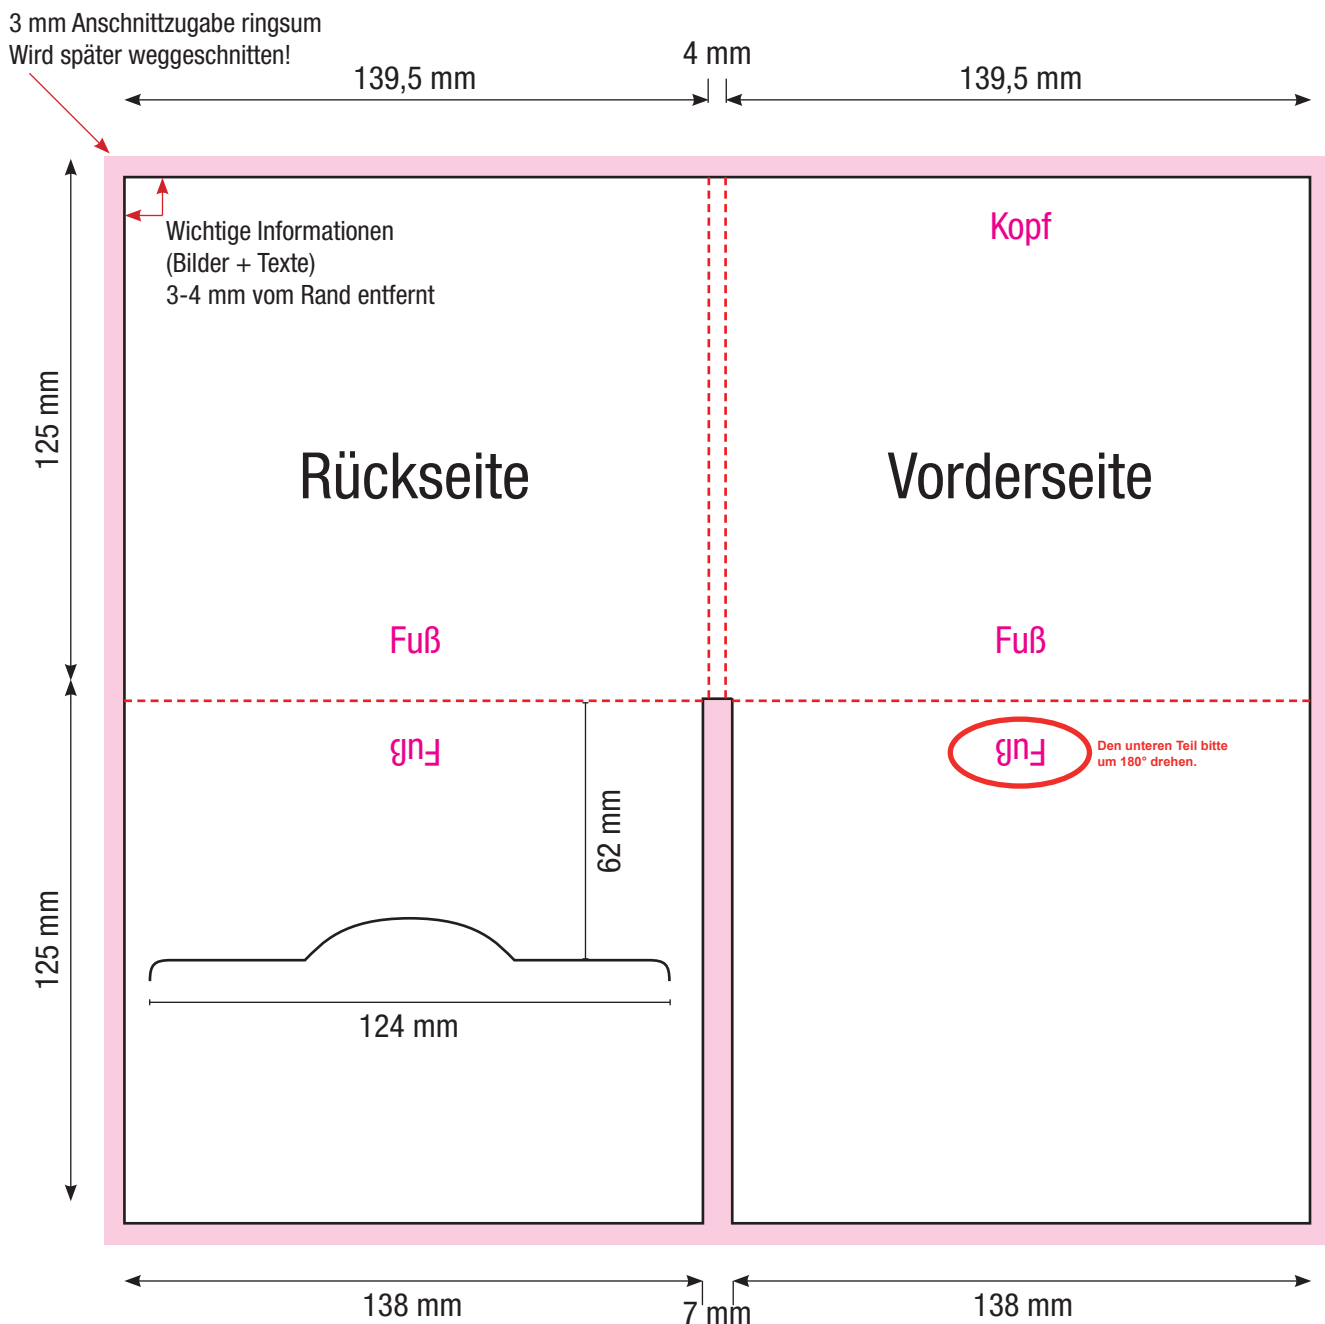 3 mm Anschnittzugabe ringsum
Wird später weggeschnitten!
4 mm
139,5 mm
139,5 mm
Wichtige Informationen
(Bilder + Texte)
3-4 mm vom Rand entfernt
Kopf
125 mm
Rückseite
Vorderseite
Fuß
Fuß
Fuß
Fuß
Den unteren Teil bitte
um 180° drehen.
62 mm
125 mm
124 mm
138 mm
7 mm
138 mm